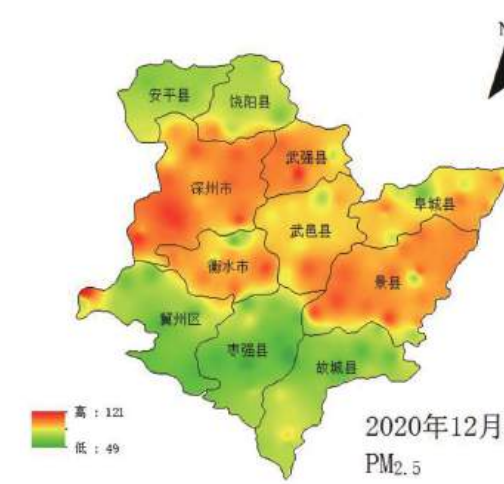 N
安平县
饶阳县
深州市
武强县
阜城县
武邑县
衡水市
景县
冀州区
枣强县
故城县
高 : 121
低 : 49
2020年12月
PM2.5